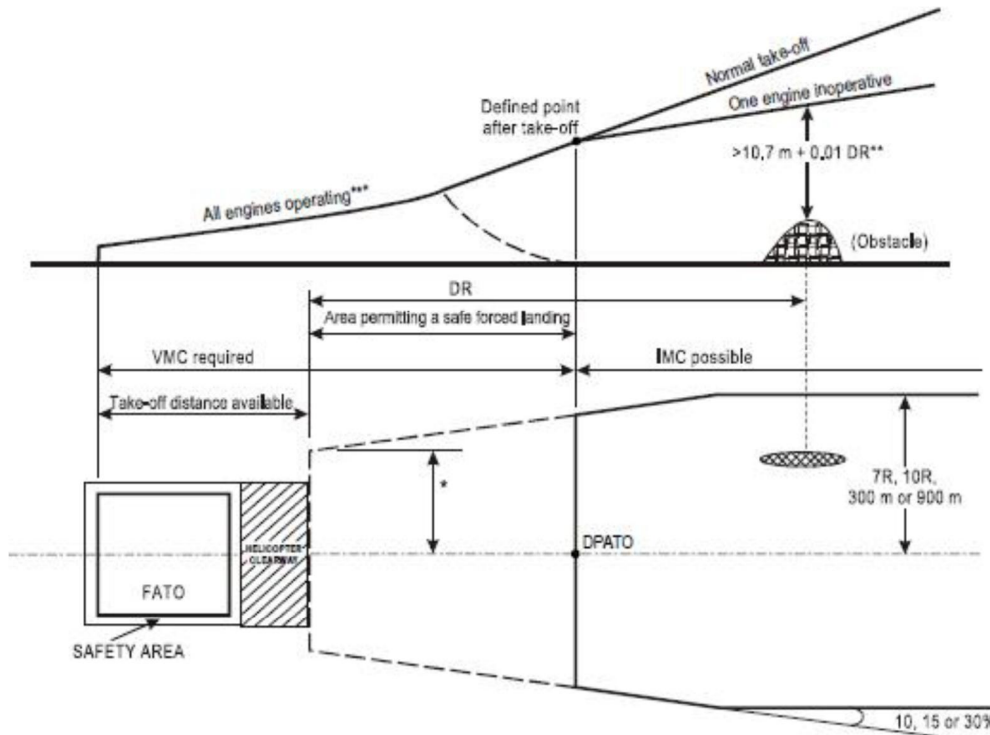 Normal take-off
One engine inoperative
Defined point
after take-off
>10,7 m + 0,01 DR**
All engines operating***
(Obstacle)
DR
Area permitting a safe forced landing
VMC required
IMC possible
Take-off distance available
*
7R, 10R,
300 m or 900 m
HELICOPTER
CLEARWAY
DPATO
FATO
SAFETY AREA
10, 15 or 30%